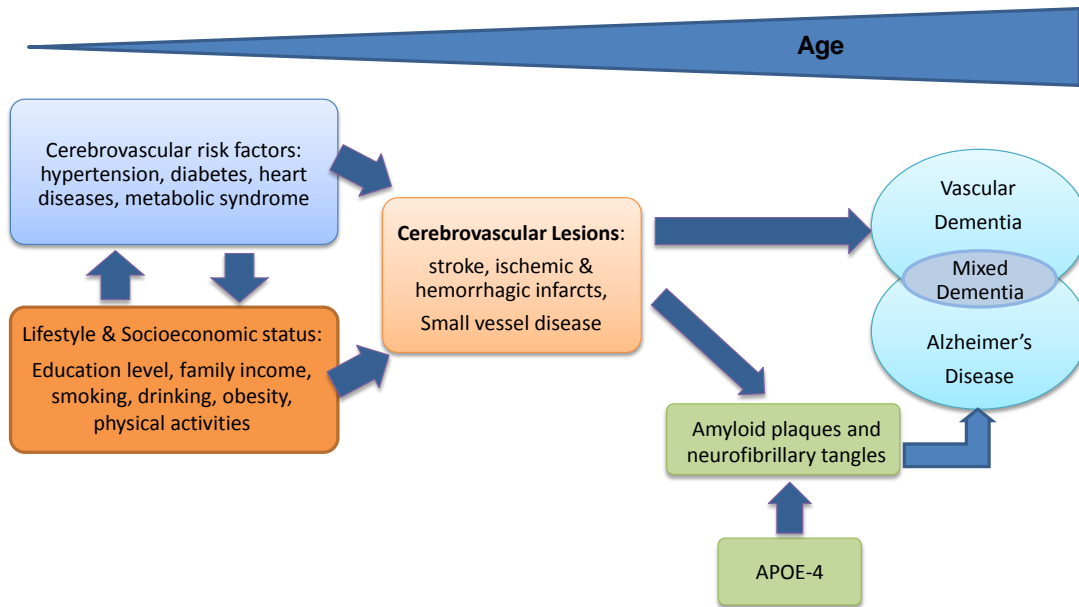 Age
Cerebrovascular risk factors:
hypertension, diabetes, heart
diseases, metabolic syndrome
Lifestyle & Socioeconomic status:
Education level, family income,
smoking, drinking, obesity,
physical activities
Cerebrovascular Lesions:
stroke, ischemic &
hemorrhagic infarcts,
Small vessel disease
Vascular
Dementia
Mixed
Dementia
Alzheimer's
Disease
Amyloid plaques and
neurofibrillary tangles
APOE-4